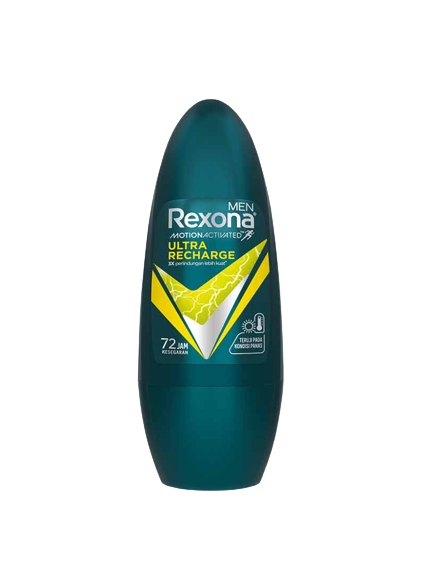 MEN
Rexona
MOTIONACTIVATED
ULTRA
RECHARGE
3X perlindungan lebih kuat*
72 JAM
KESEGARAN
TERUJI PADA
KONDISI PANAS